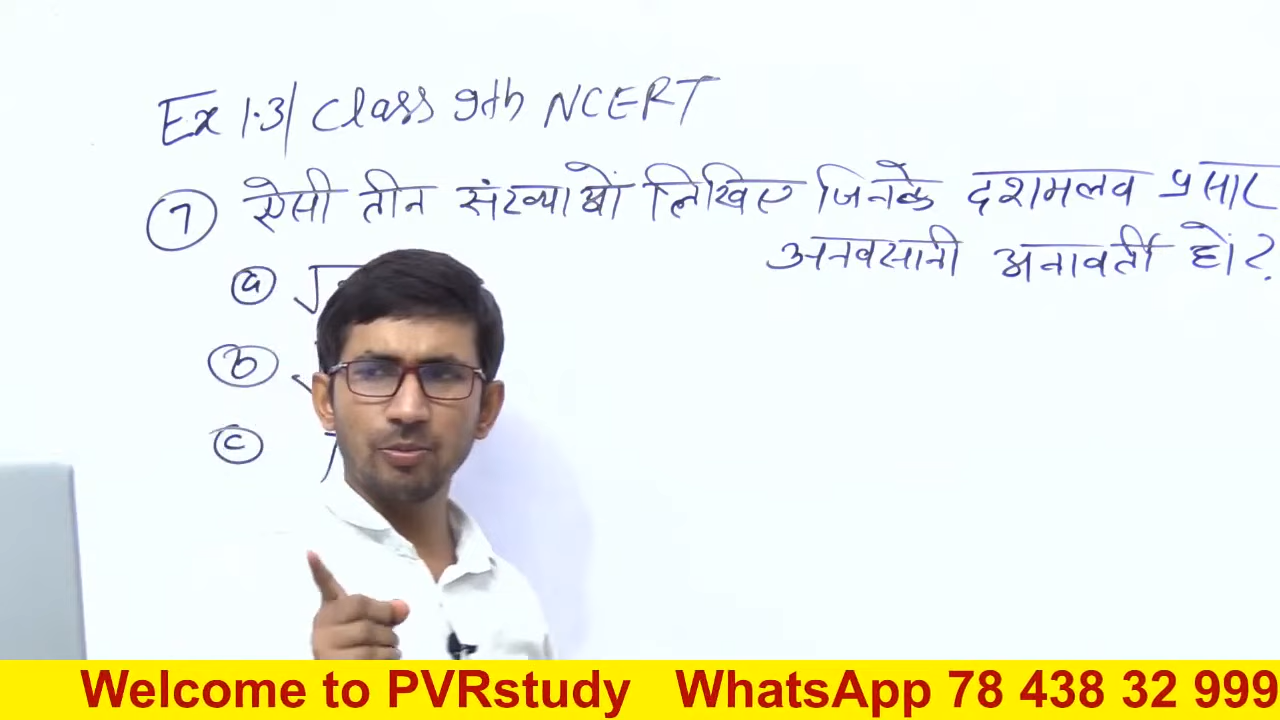 Ex 1.3/ Class 9th NCERT
7 ऐसी तीन संख्याओं लिखिए जिनके दशमलव प्रसार
अनवसानी अनावर्ती हों?
a √
b √
c
Welcome to PVRstudy WhatsApp 78 438 32 999